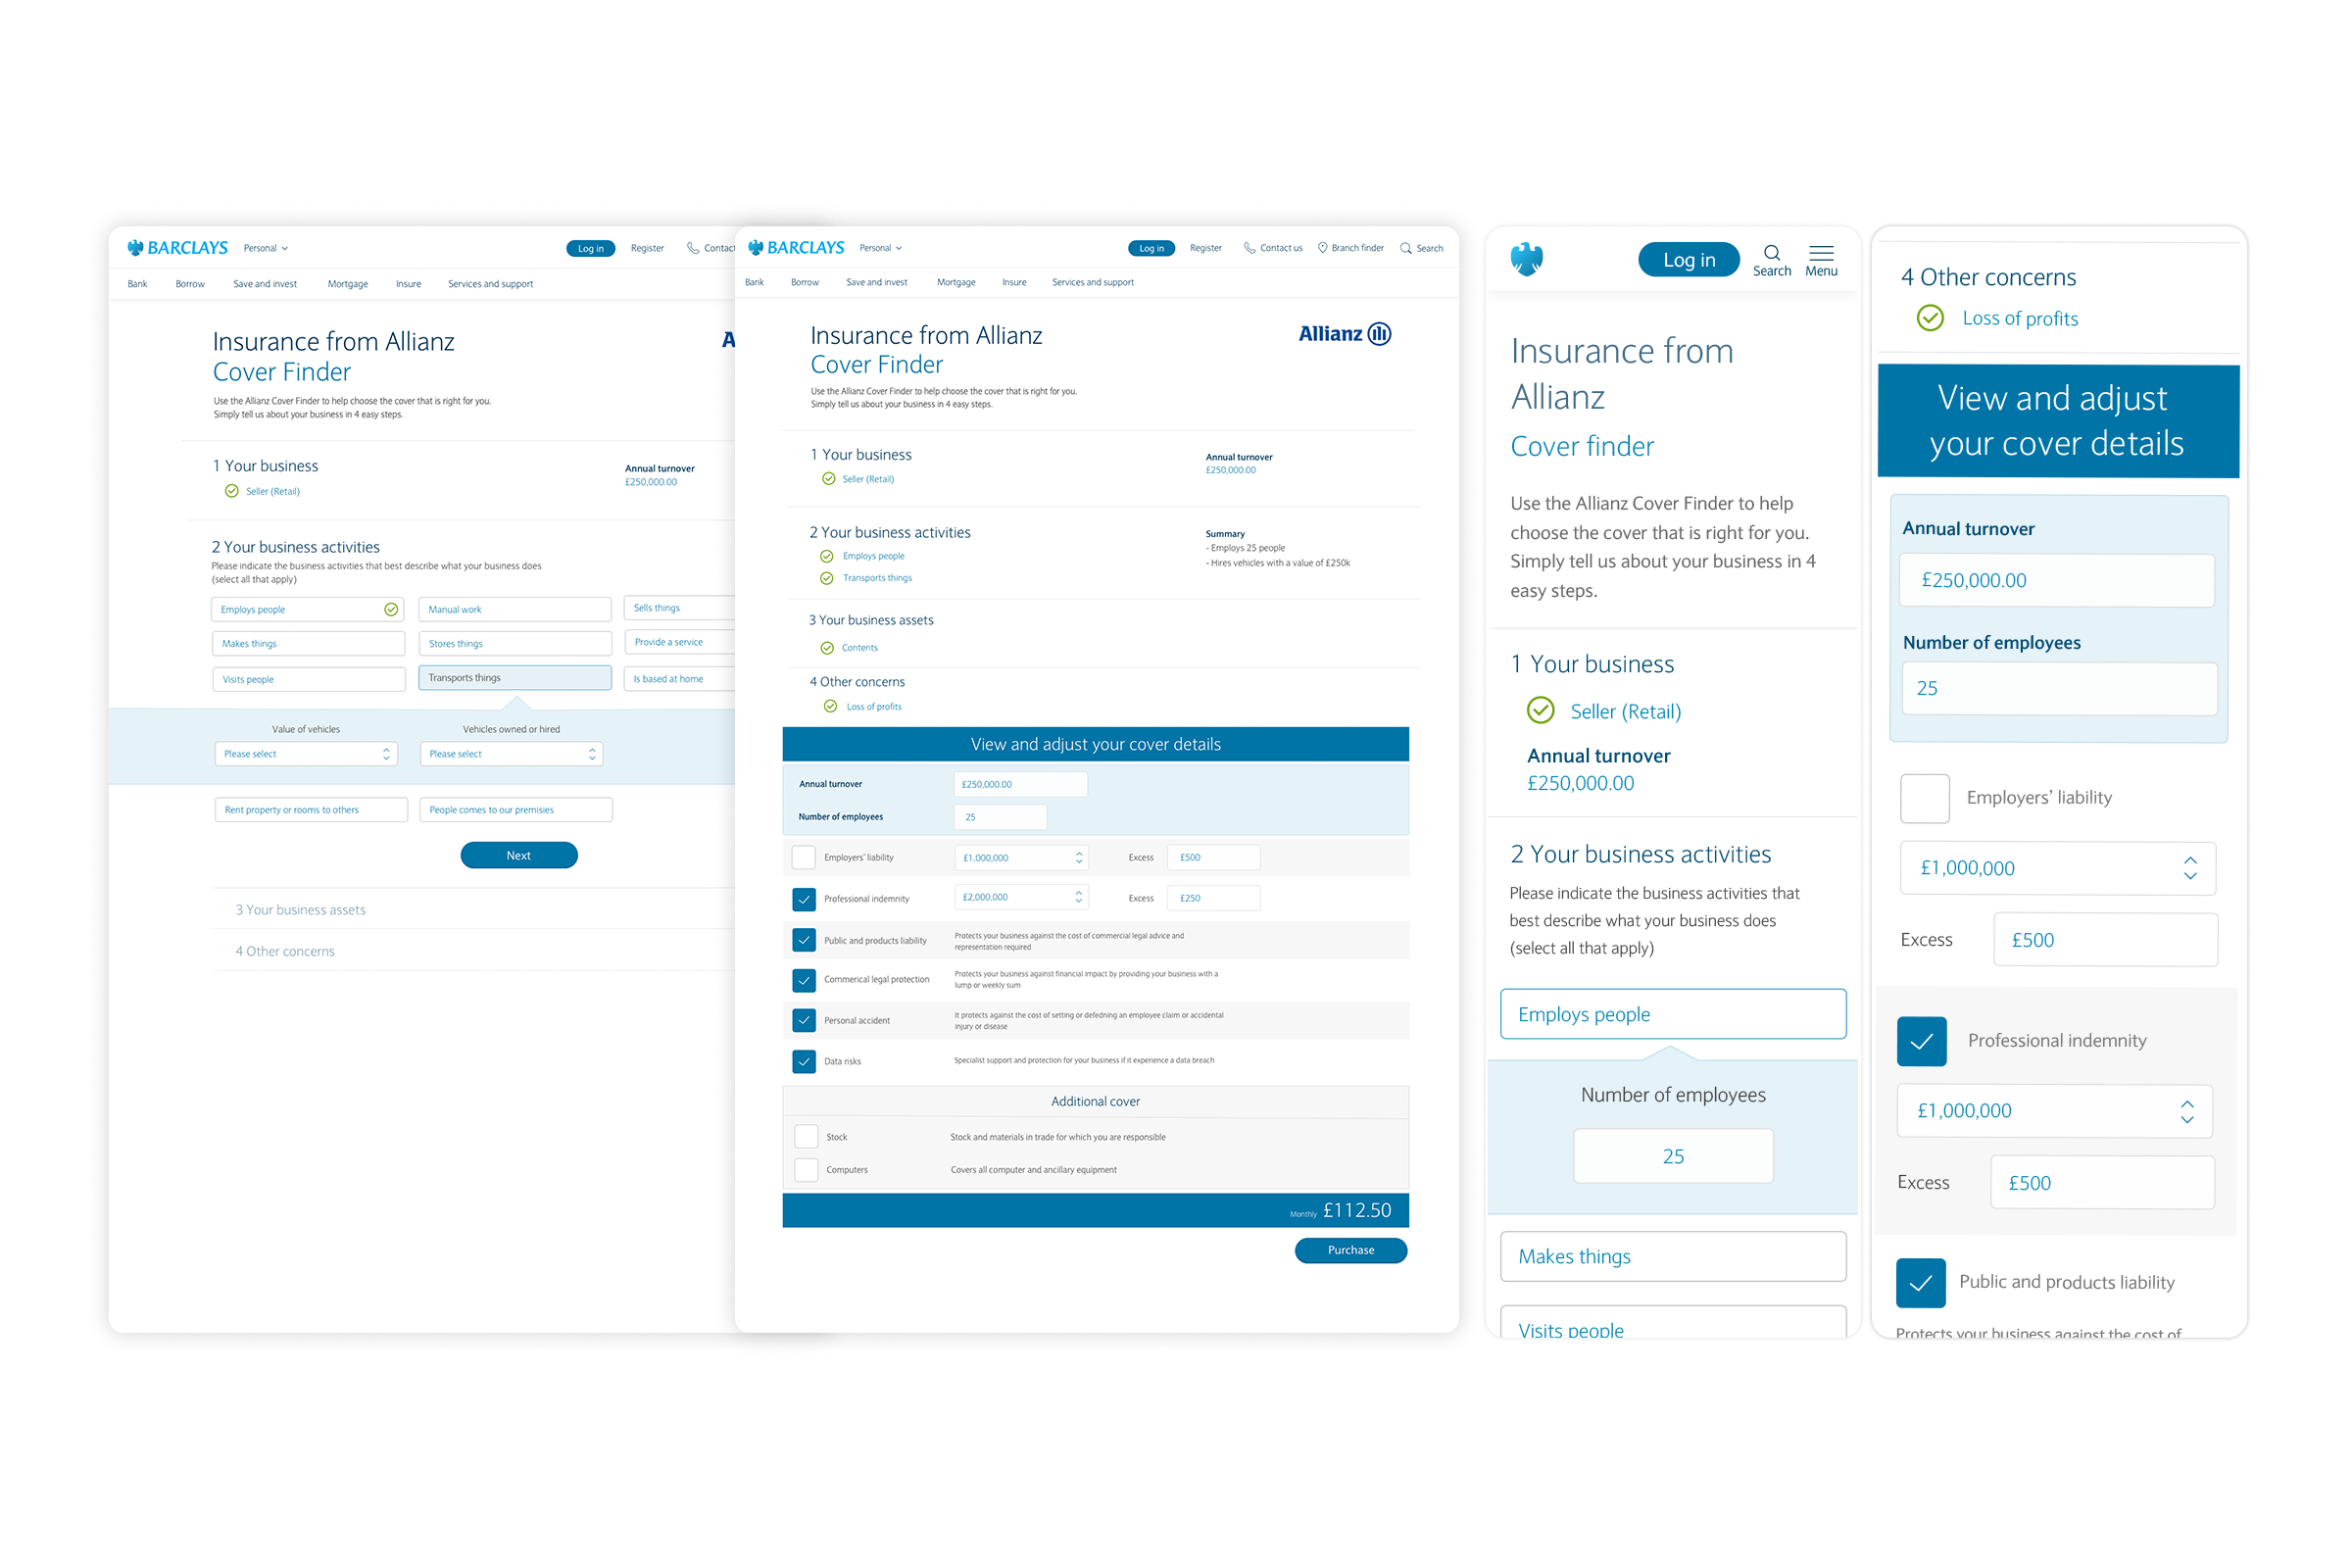 BARCLAYS Personal Log in Register Contact
Bank Borrow Save and invest Mortgage Insure Services and support
Insurance from Allianz
Cover Finder
Use the Allianz Cover Finder to help choose the cover that is right for you.
Simply tell us about your business in 4 easy steps.
A
1 Your business
Seller (Retail)
Annual turnover
£250,000.00
2 Your business activities
Please indicate the business activities that best describe what your business does
(select all that apply)
Employs people Manual work Sells things
Makes things Stores things Provide a service
Visits people Transports things Is based at home
Value of vehicles Vehicles owned or hired
Please select Please select
Rent property or rooms to others People comes to our premisies
Next
3 Your business assets
4 Other concerns
BARCLAYS Personal Log in Register Contact us Branch finder Search
Bank Borrow Save and invest Mortgage Insure Services and support
Insurance from Allianz
Cover Finder
Allianz
Use the Allianz Cover Finder to help choose the cover that is right for you.
Simply tell us about your business in 4 easy steps.
1 Your business
Seller (Retail)
Annual turnover
£250,000.00
2 Your business activities
Employs people
Transports things
Summary
- Employs 25 people
- Hires vehicles with a value of £250k
3 Your business assets
Contents
4 Other concerns
Loss of profits
View and adjust your cover details
Annual turnover £250,000.00
Number of employees 25
Employers' liability £1,000,000 Excess £500
Professional indemnity £2,000,000 Excess £250
Public and products liability
Protects your business against the cost of commercial legal advice and
representation required
Commerical legal protection
Protects your business against financial impact by providing your business with a
lump or weekly sum
Personal accident
It protects against the cost of setting or defedning an employee claim or accidental
injury or disease
Data risks Specialist support and protection for your business if it experience a data breach
Additional cover
Stock Stock and materials in trade for which you are responsible
Computers Covers all computer and ancillary equipment
Monthly £112.50
Purchase
Log in Search Menu
Insurance from
Allianz
Cover finder
Use the Allianz Cover Finder to help
choose the cover that is right for you.
Simply tell us about your business in 4
easy steps.
1 Your business
Seller (Retail)
Annual turnover
£250,000.00
2 Your business activities
Please indicate the business activities that
best describe what your business does
(select all that apply)
Employs people
Number of employees
25
Makes things
Visits people
4 Other concerns
Loss of profits
View and adjust
your cover details
Annual turnover
£250,000.00
Number of employees
25
Employers' liability
£1,000,000
Excess £500
Professional indemnity
£1,000,000
Excess £500
Public and products liability
Protects your business against the cost of